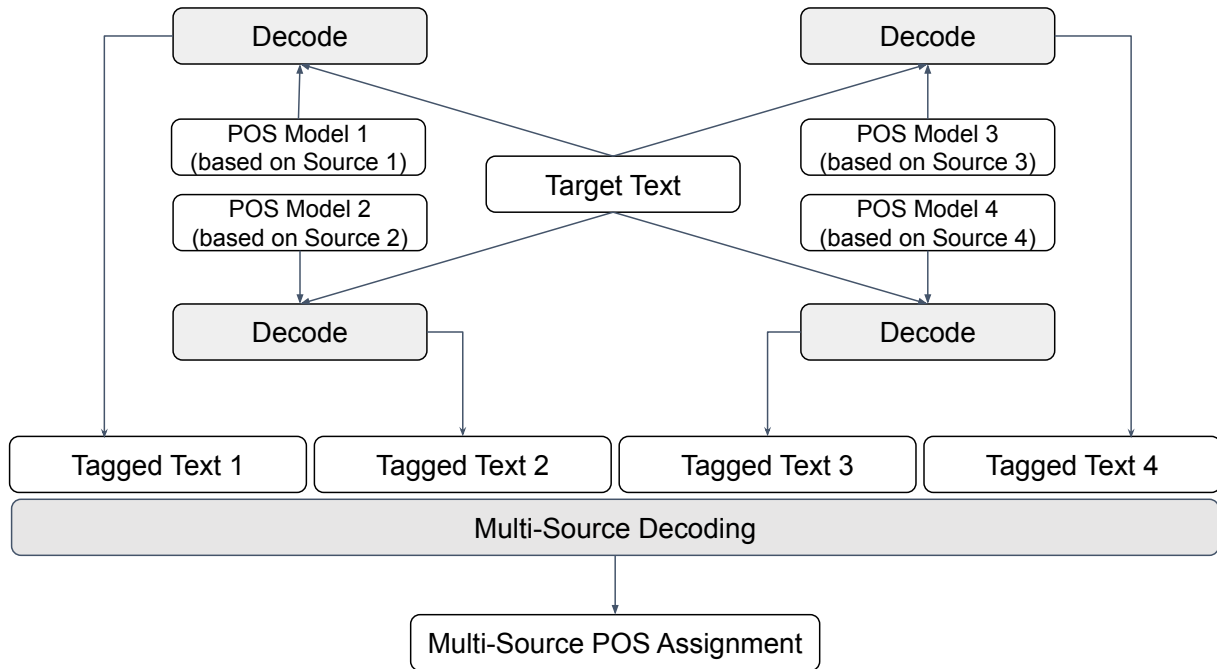 Decode
Decode
POS Model 1
(based on Source 1)
POS Model 3
(based on Source 3)
Target Text
POS Model 2
(based on Source 2)
POS Model 4
(based on Source 4)
Decode
Decode
Tagged Text 1
Tagged Text 2
Tagged Text 3
Tagged Text 4
Multi-Source Decoding
Multi-Source POS Assignment